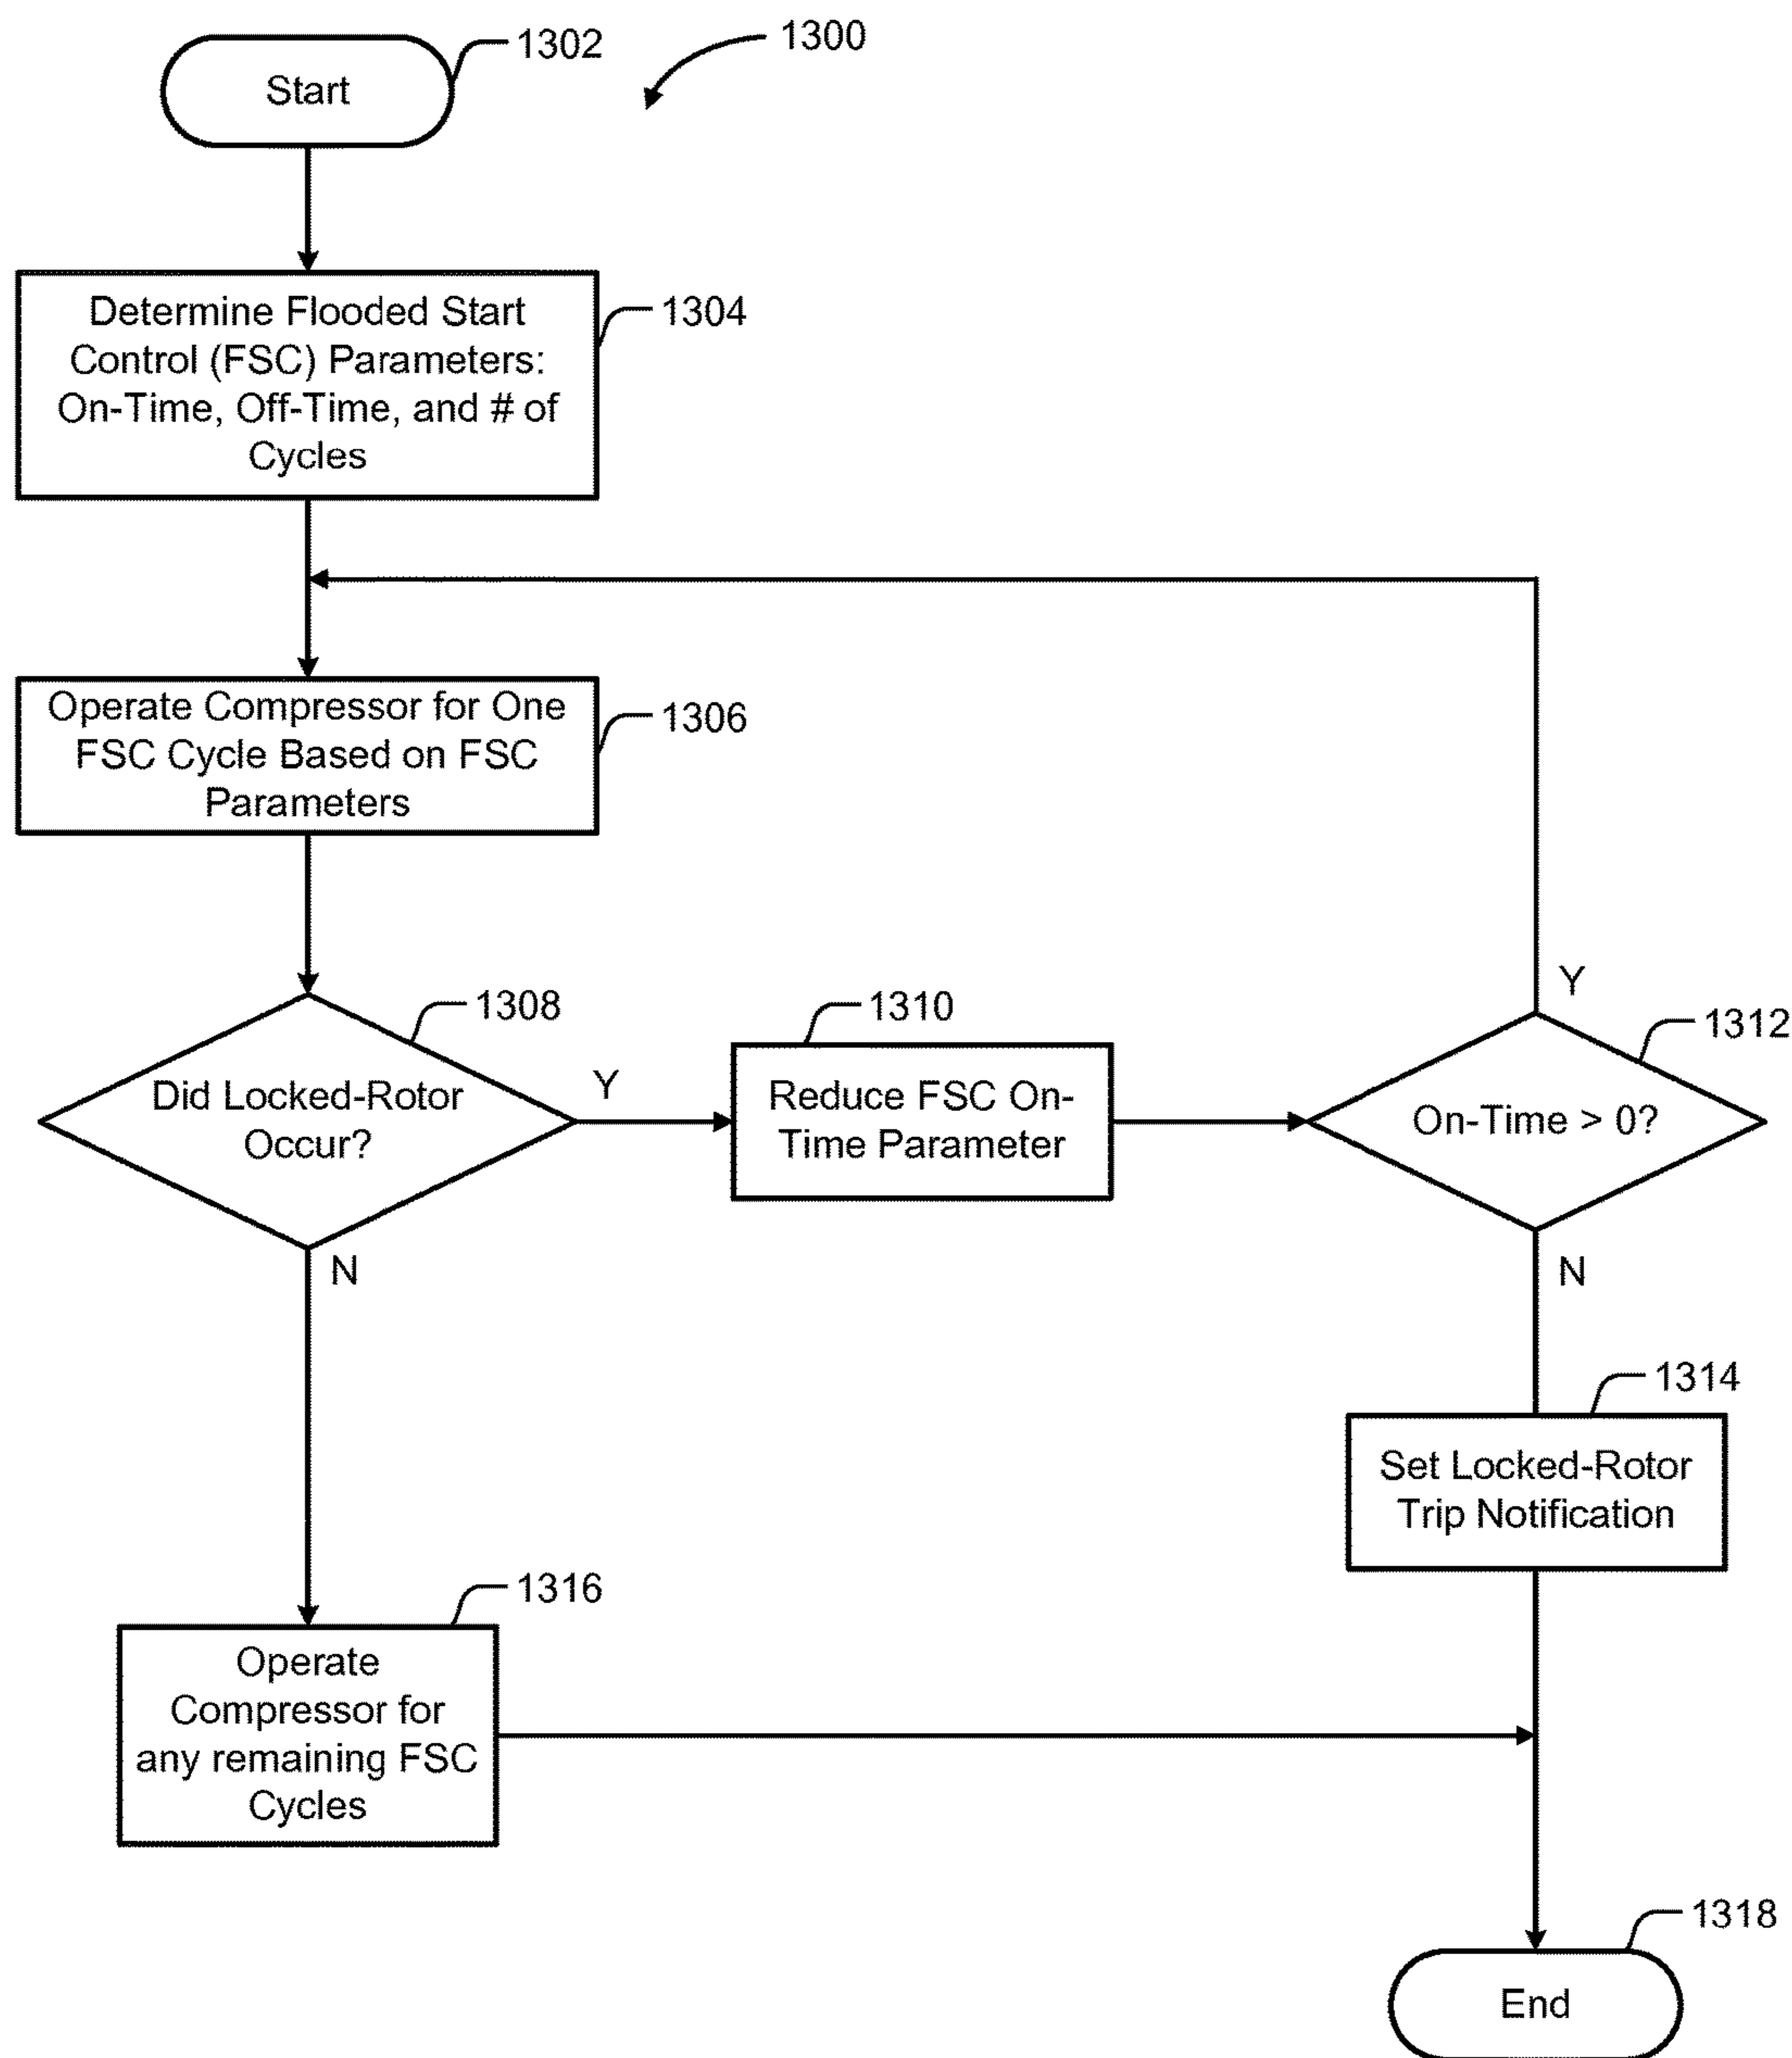 1302
1300
Start
1304
Determine Flooded Start
Control (FSC) Parameters:
On-Time, Off-Time, and # of
Cycles
1306
Operate Compressor for One
FSC Cycle Based on FSC
Parameters
1308
Did Locked-Rotor
Occur?
Y
N
1310
Reduce FSC On-
Time Parameter
Y
1312
On-Time > 0?
N
1314
Set Locked-Rotor
Trip Notification
1316
Operate
Compressor for
any remaining FSC
Cycles
1318
End